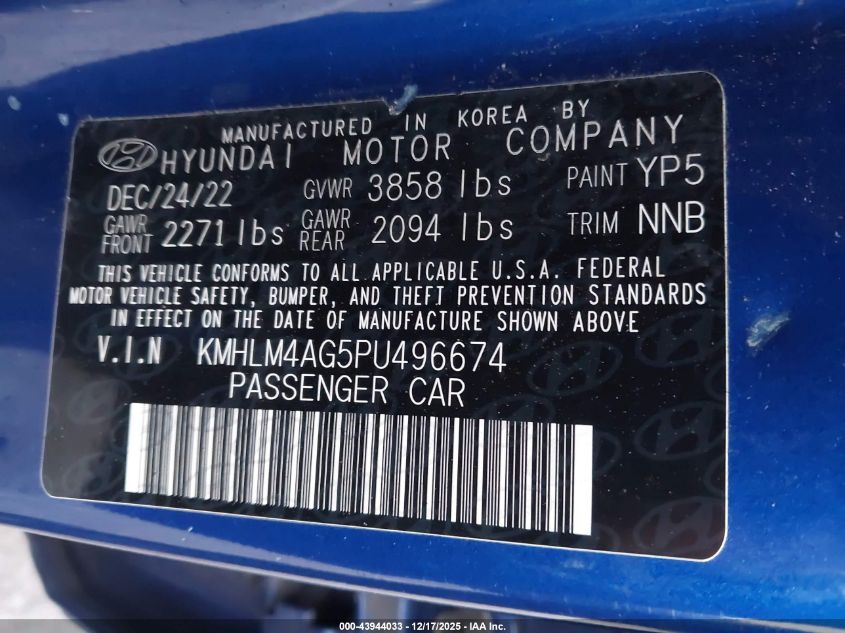 MANUFACTURED IN KOREA BY
HYUNDAI MOTOR COMPANY
DEC/24/22 GVWR 3858 lbs PAINT YP5
GAWR FRONT 2271 lbs GAWR REAR 2094 lbs TRIM NNB
THIS VEHICLE CONFORMS TO ALL APPLICABLE U.S.A. FEDERAL
MOTOR VEHICLE SAFETY, BUMPER, AND THEFT PREVENTION STANDARDS
IN EFFECT ON THE DATE OF MANUFACTURE SHOWN ABOVE
V.I.N KMHLM4AG5PU496674
PASSENGER CAR
000-43944033 - 12/17/2025 - IAA Inc.